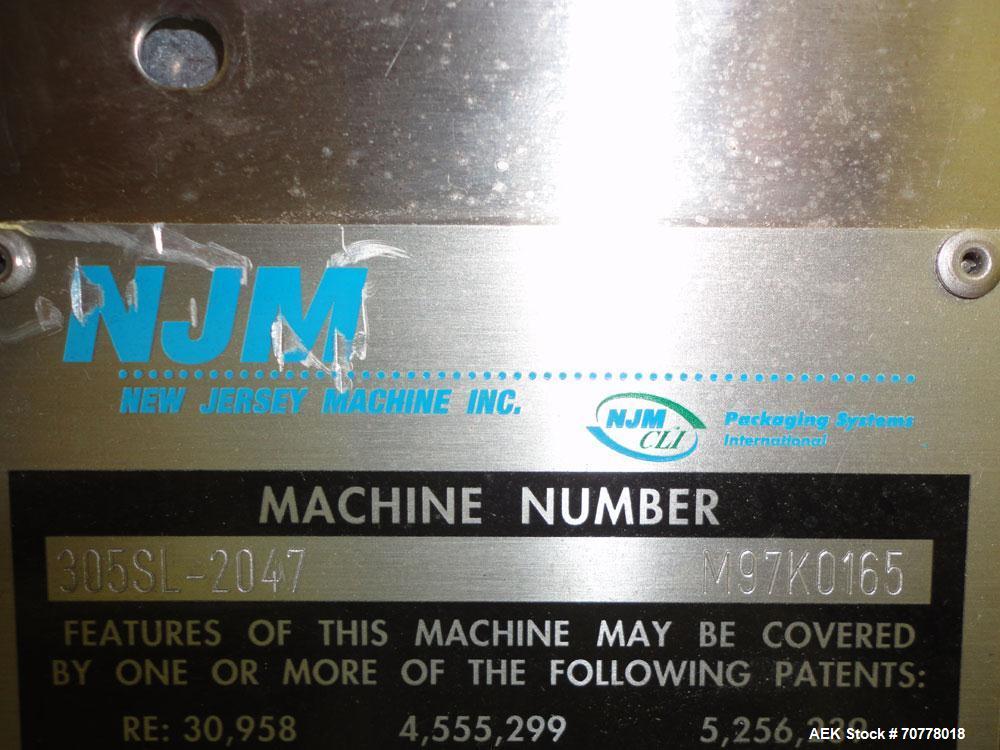 NJM
NEW JERSEY MACHINE INC.
NJM CLI Packaging Systems International
MACHINE NUMBER
305SL-2047 M97K0165
FEATURES OF THIS MACHINE MAY BE COVERED
BY ONE OR MORE OF THE FOLLOWING PATENTS:
RE: 30,958 4,555,299
AEK Stock # 70778018